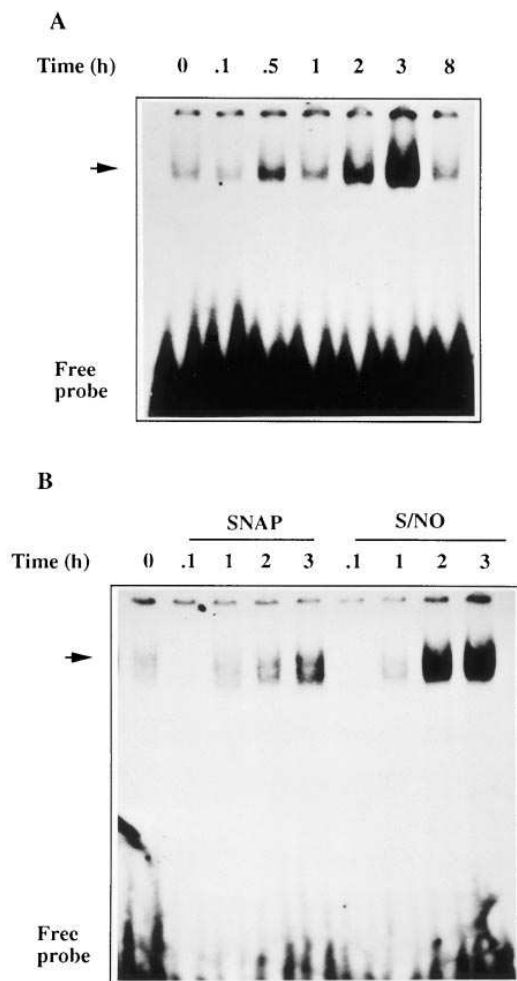 A
Time (h) 0 .1 .5 1 2 3 8
Free
probe
B
SNAP S/NO
Time (h) 0 .1 1 2 3 .1 1 2 3
Free
probe